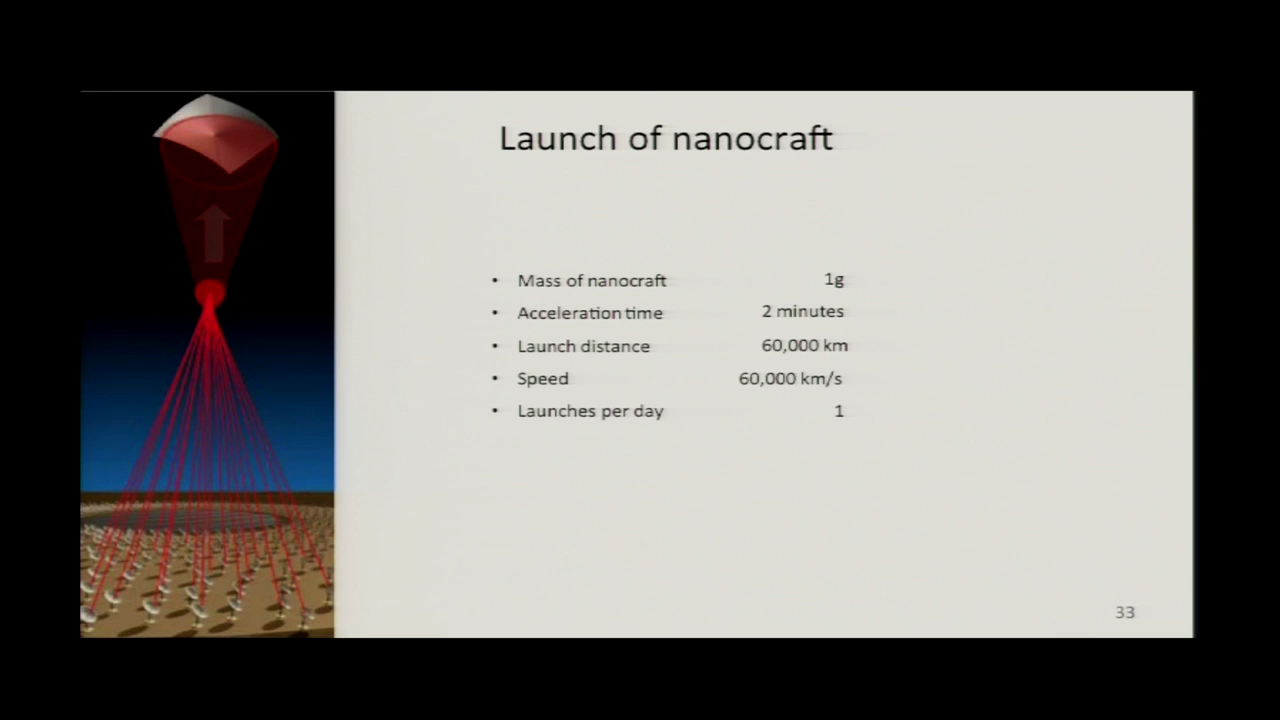 Launch of nanocraft
• Mass of nanocraft 1g
• Acceleration time 2 minutes
• Launch distance 60,000 km
• Speed 60,000 km/s
• Launches per day 1
33